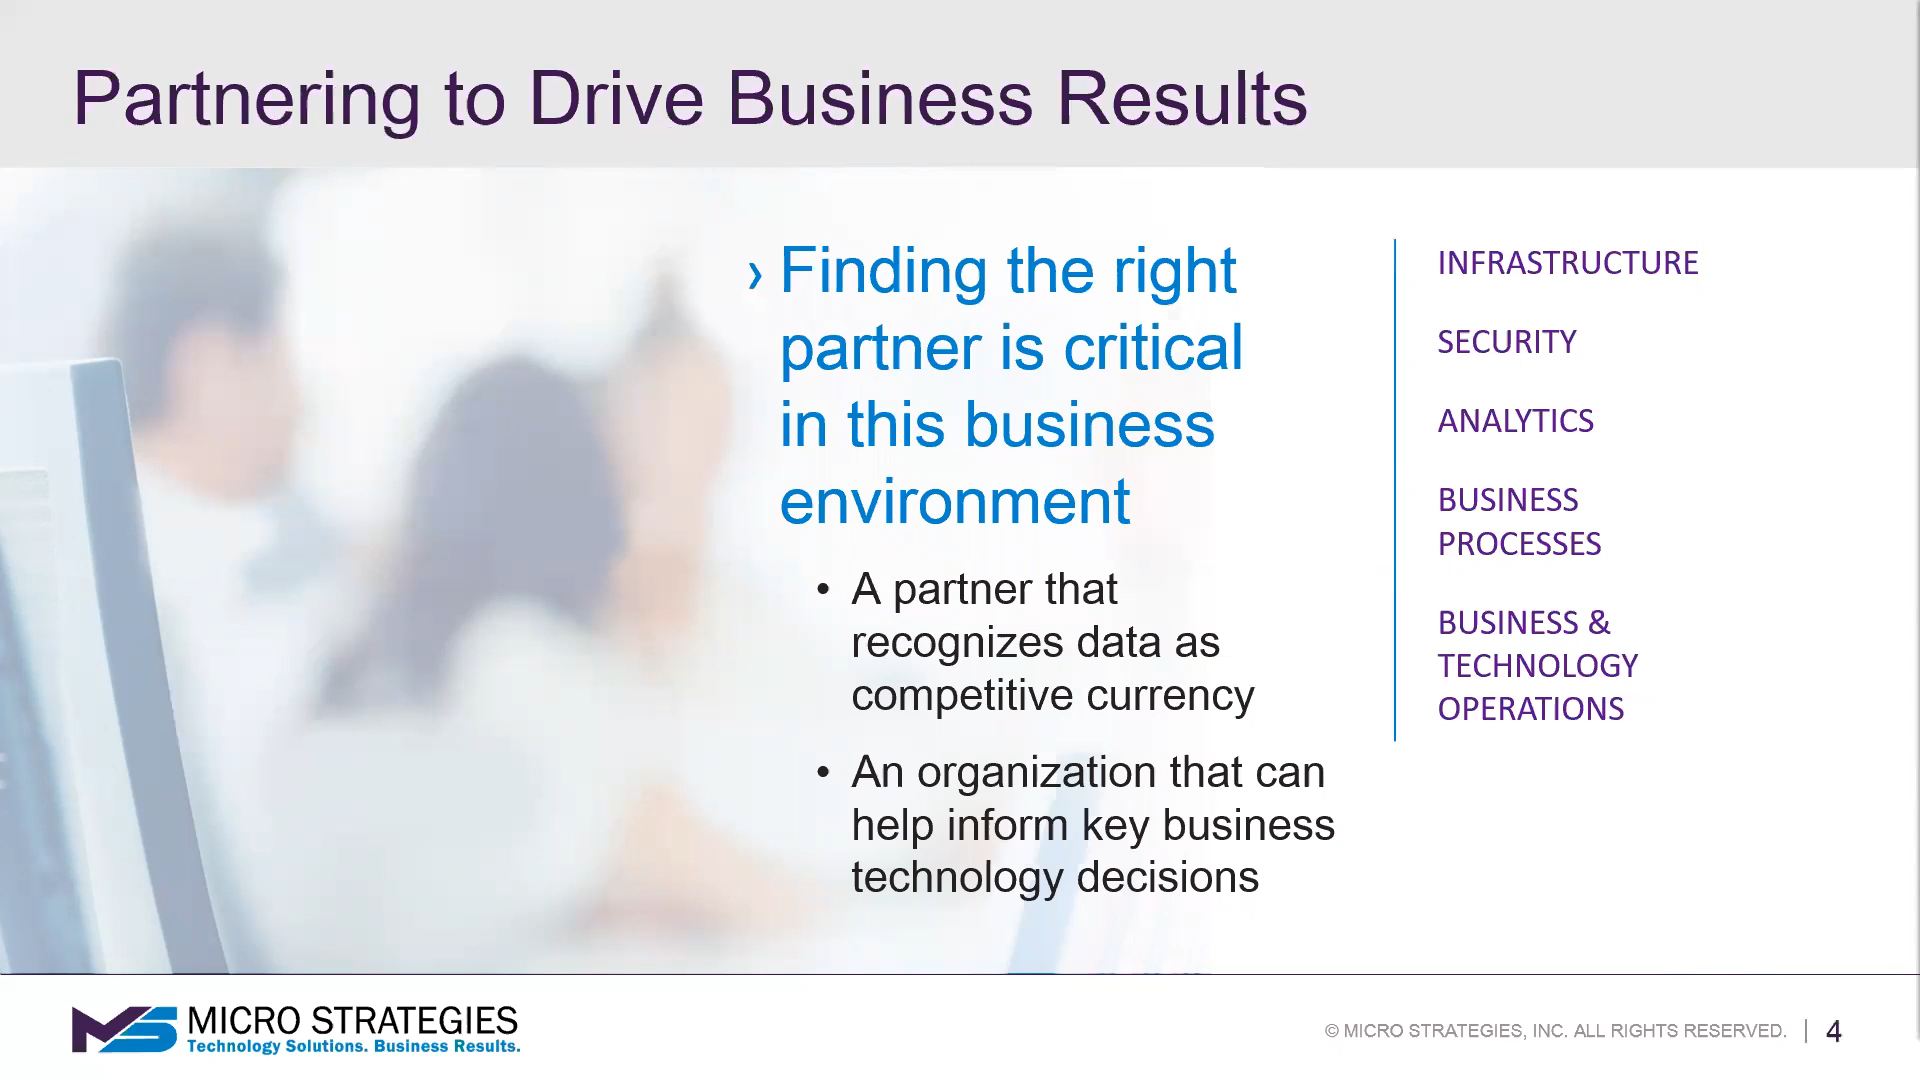 Partnering to Drive Business Results
› Finding the right
partner is critical
in this business
environment
• A partner that
recognizes data as
competitive currency
• An organization that can
help inform key business
technology decisions
INFRASTRUCTURE
SECURITY
ANALYTICS
BUSINESS
PROCESSES
BUSINESS &
TECHNOLOGY
OPERATIONS
MS MICRO STRATEGIES
Technology Solutions. Business Results.
© MICRO STRATEGIES, INC. ALL RIGHTS RESERVED. | 4